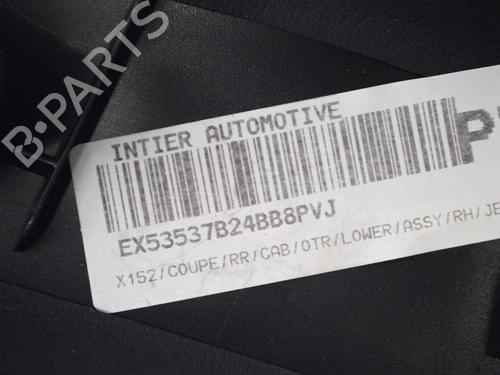 B-PARTS
INTIER AUTOMOTIVE
EX53537B24BB8PVJ
X152/COUPE/RR/CAB/OTR/LOWER/ASSY/RH/JE